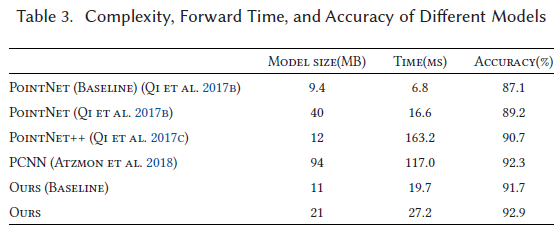 Table 3. Complexity, Forward Time, and Accuracy of Different Models
Model size(MB) Time(ms) Accuracy(%)
PointNet (Baseline) (Qi et al. 2017b) 9.4 6.8 87.1
PointNet (Qi et al. 2017b) 40 16.6 89.2
PointNet++ (Qi et al. 2017c) 12 163.2 90.7
PCNN (Atzmon et al. 2018) 94 117.0 92.3
Ours (Baseline) 11 19.7 91.7
Ours 21 27.2 92.9